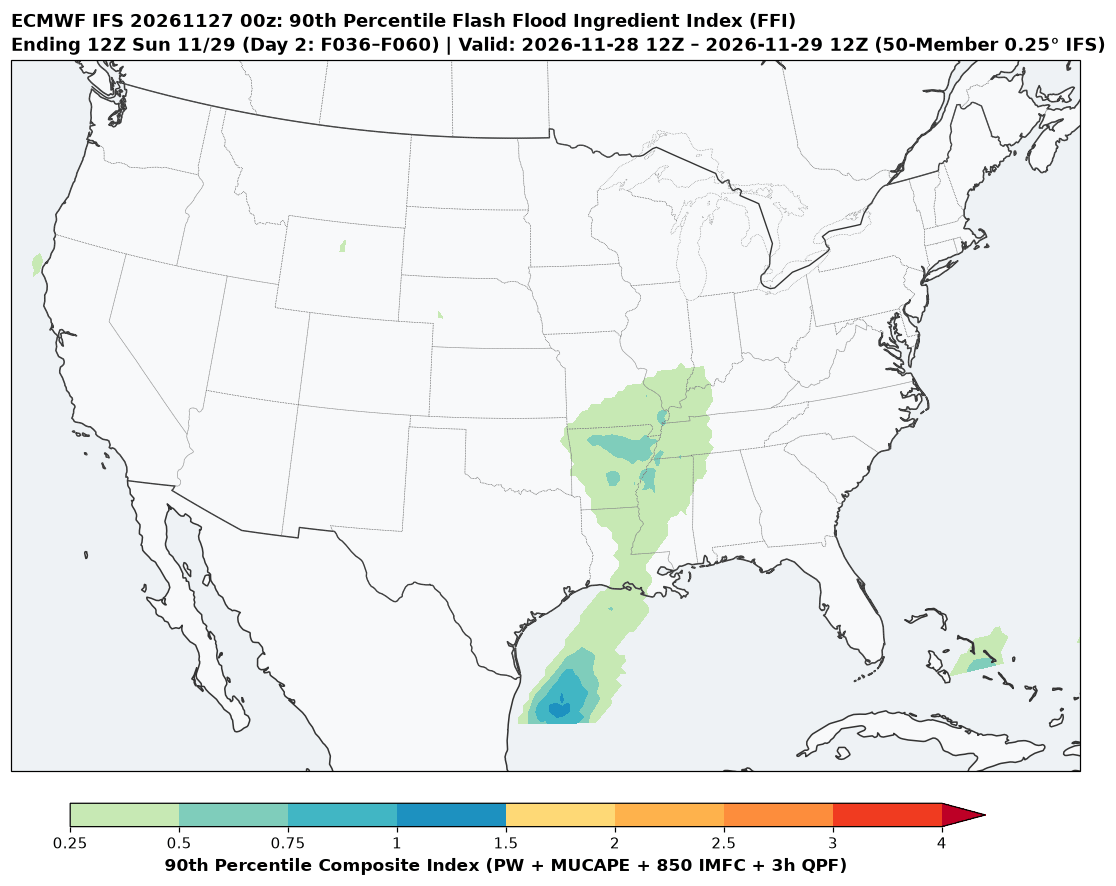 ECMWF IFS 20261127 00z: 90th Percentile Flash Flood Ingredient Index (FFI)
Ending 12Z Sun 11/29 (Day 2: F036–F060) | Valid: 2026-11-28 12Z – 2026-11-29 12Z (50-Member 0.25° IFS)
0.25 0.5 0.75 1 1.5 2 2.5 3 4
90th Percentile Composite Index (PW + MUCAPE + 850 IMFC + 3h QPF)